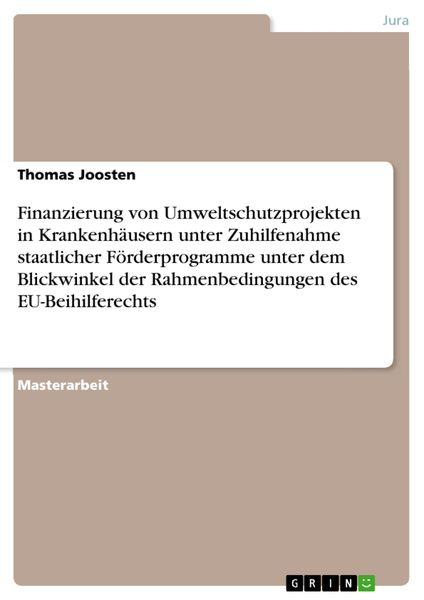 Jura
Thomas Joosten
Finanzierung von Umweltschutzprojekten
in Krankenhäusern unter Zuhilfenahme
staatlicher Förderprogramme unter dem
Blickwinkel der Rahmenbedingungen des
EU-Beihilferechts
Masterarbeit
GRIN